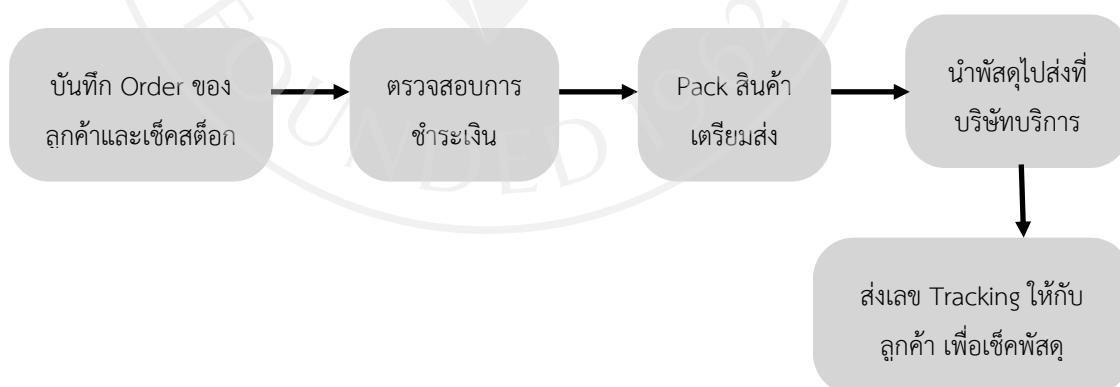 บันทึก Order ของ
ลูกค้าและเช็คสต็อก
ตรวจสอบการ
ชำระเงิน
Pack สินค้า
เตรียมส่ง
นำพัสดุไปส่งที่
บริษัทบริการ
ส่งเลข Tracking ให้กับ
ลูกค้า เพื่อเช็คพัสดุ
FOUNDED 1962